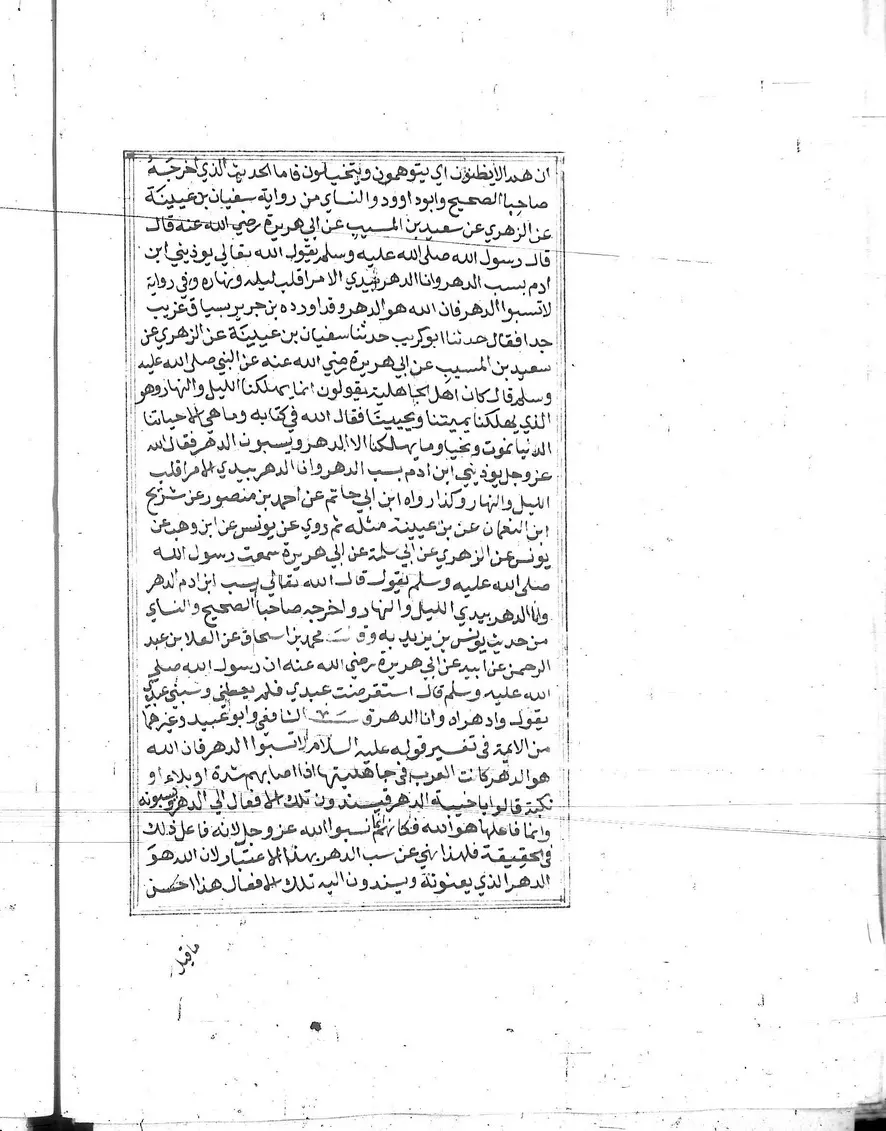 ان هم الا يظنون اي يتوهمون ويتخيلون فاما الحديث الذي اخرجه
صاحبا الصحيح وابو داوود والنساي من رواية سفيان بن عيينة
عن الزهري عن سعيد بن المسيب عن ابي هريرة رضي الله عنه قال
قال رسول الله صلى الله عليه وسلم يقول الله تعالى يوذيني ابن
ادم يسب الدهر وانا الدهر بيدي الامر اقلب ليله ونهاره وفي رواية
لا تسبوا الدهر فان الله هو الدهر وقد اورده بن جرير بسياق غريب
جدا فقال حدثنا ابو كريب حدثنا سفيان بن عيينة عن الزهري عن
سعيد بن المسيب عن ابي هريرة رضي الله عنه عن النبي صلى الله عليه
وسلم قال كان اهل الجاهلية يقولون انما يهلكنا الليل والنهار وهو
الذي يهلكنا يميتنا ويحيينا فقال الله في كتابه وما هي الا حياتنا
الدنيا نموت ونحيا وما يهلكنا الا الدهر ويسبون الدهر فقال الله
عز وجل يوذيني ابن ادم يسب الدهر وانا الدهر بيدي الامر اقلب
الليل والنهار وكذا رواه ابن ابي حاتم عن احمد بن منصور عن شريح
ابن النعمان عن بن عيينة مثله ثم روي عن يونس عن ابن وهب عن
يونس عن الزهري عن ابي سلمة عن ابي هريرة سمعت رسول الله
صلى الله عليه وسلم يقول قال الله تعالى يسب ابن ادم الدهر
وانا الدهر بيدي الليل والنهار واخرجه صاحبا الصحيح والنساي
من حديث يونس بن يزيد به وقال محمد بن اسحاق عن العلا بن عبد
الرحمن عن ابيه عن ابي هريرة رضي الله عنه ان رسول الله صلى
الله عليه وسلم قال استقرضت عبدي فلم يعطني وسبني عبدي
يقول وادهراه وانا الدهر قال الشافعي وابو عبيد وغيرهما
من الايمة في تفسير قوله عليه السلام لا تسبوا الدهر فان الله
هو الدهر كانت العرب في جاهليتها اذا اصابهم شدة او بلاء او
نكبة قالوا يا خيبة الدهر فيسندون تلك الافعال الى الدهر ويسبونه
وانما فاعلها هو الله فكانهم انما سبوا الله عز وجل لانه فاعل ذلك
في الحقيقة فلهذا نهي عن سب الدهر بهذا الاعتبار لان الله هو
الدهر الذي يعنونة ويسندون اليه تلك الافعال هذا احسن
ما قيل